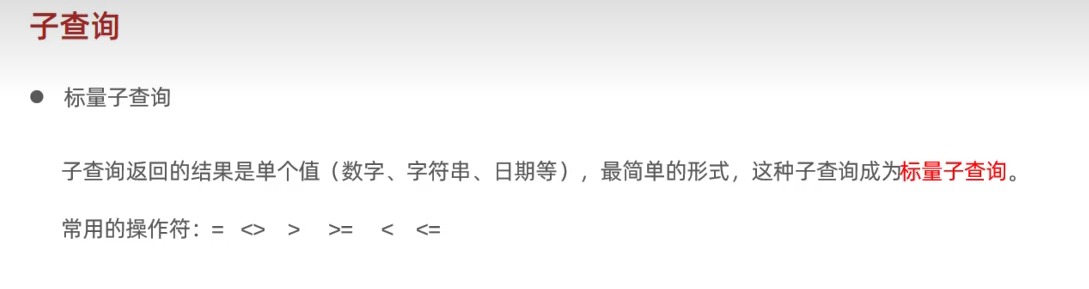 子查询
● 标量子查询
子查询返回的结果是单个值（数字、字符串、日期等），最简单的形式，这种子查询成为标量子查询。
常用的操作符：= <> > >= < <=